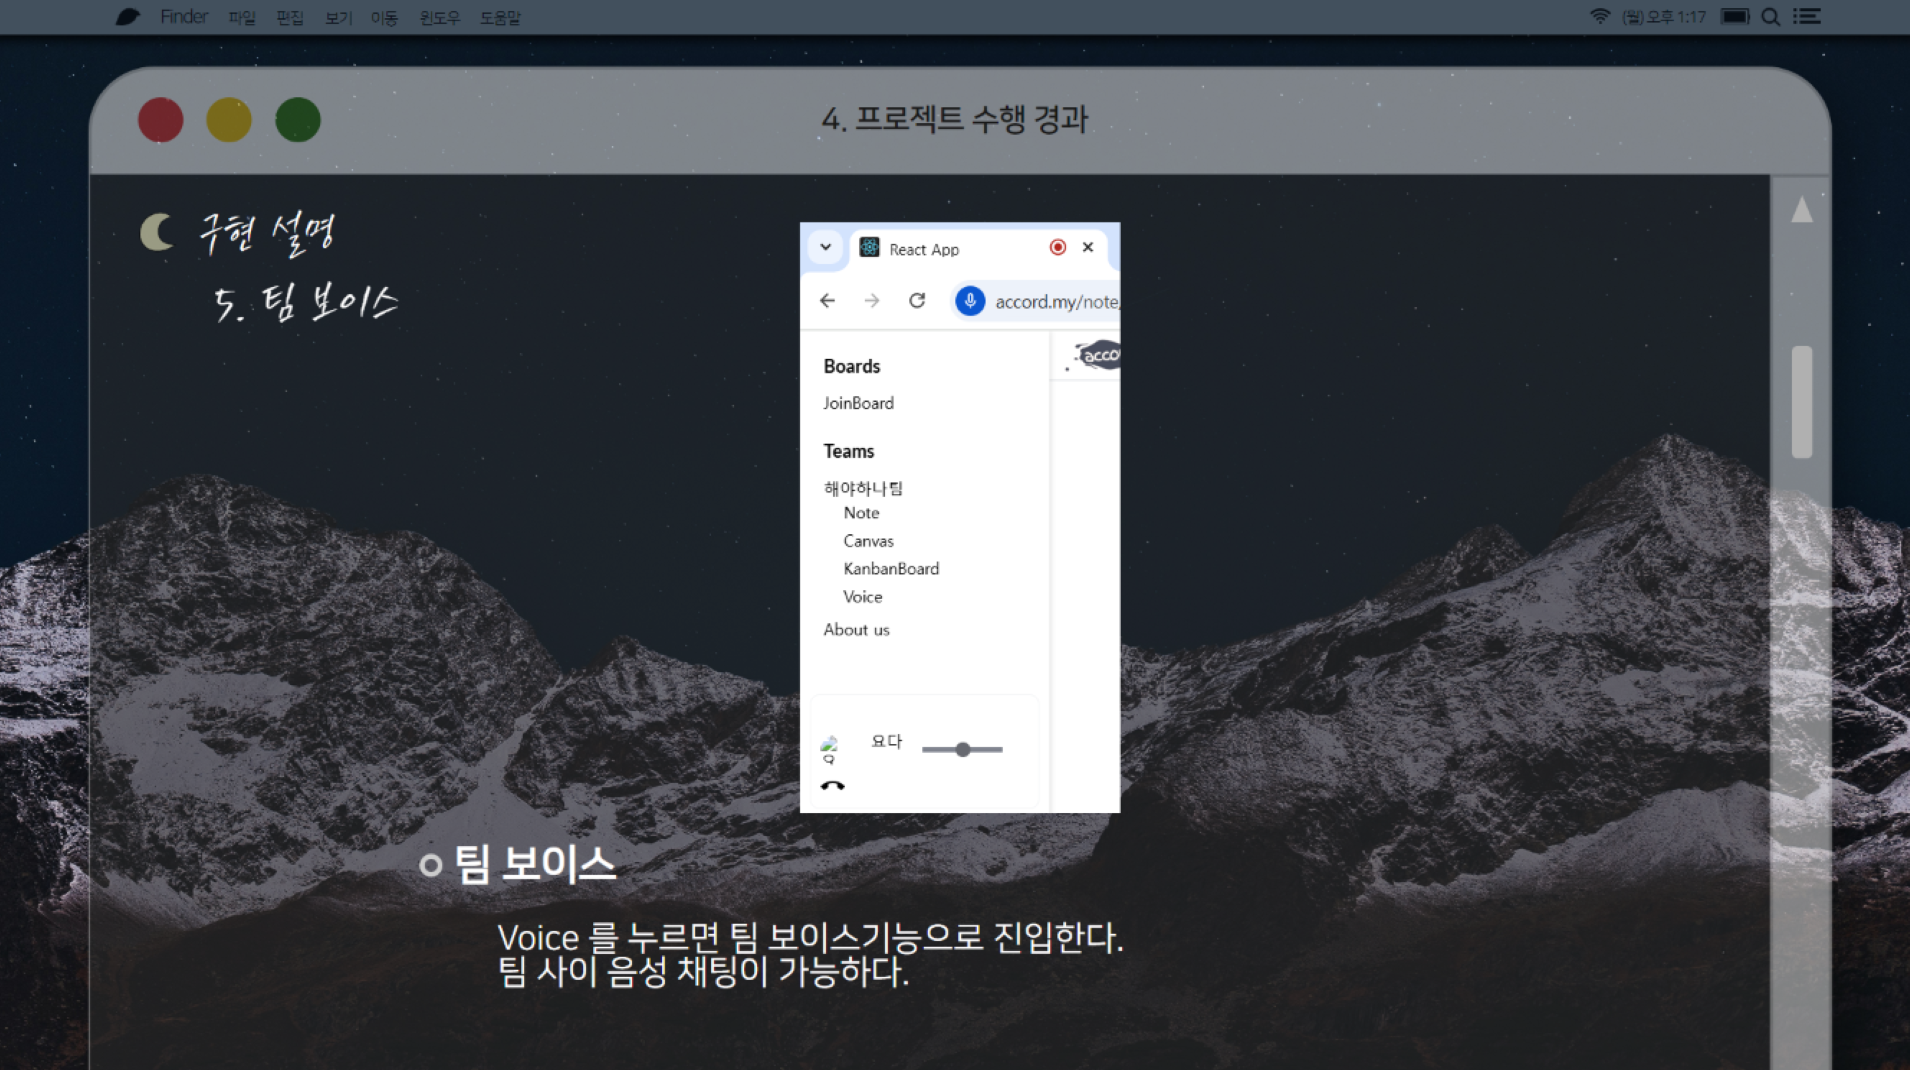 Finder 파일 편집 보기 이동 윈도우 도움말 (월)오후 1:17
4. 프로젝트 수행 경과
구현 설명
5. 팀 보이스
React App
accord.my/note
acco
Boards
JoinBoard
Teams
해야하나팀
Note
Canvas
KanbanBoard
Voice
About us
요다
팀 보이스
Voice 를 누르면 팀 보이스기능으로 진입한다.
팀 사이 음성 채팅이 가능하다.